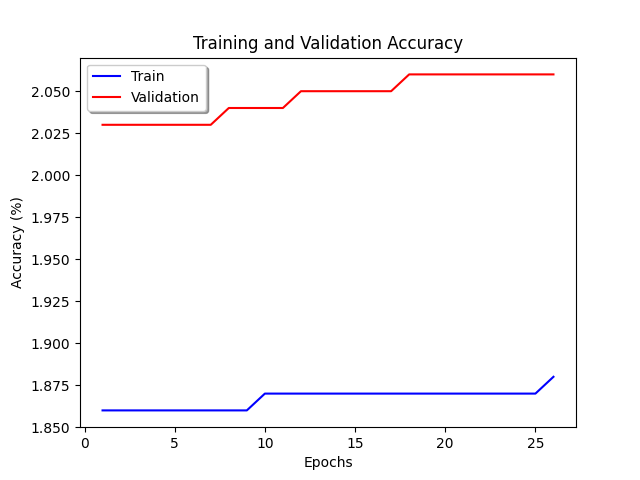 Training and Validation Accuracy
Train
Validation
Accuracy (%)
2.050
2.025
2.000
1.975
1.950
1.925
1.900
1.875
1.850
0 5 10 15 20 25
Epochs